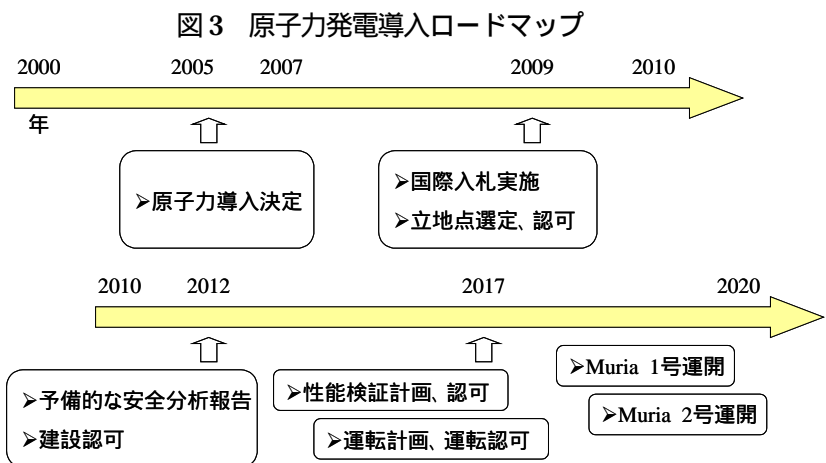 図3 原子力発電導入ロードマップ
2000 2005 2007 2009 2010
年
➢原子力導入決定
➢国際入札実施
➢立地点選定、認可
2010 2012 2017 2020
➢予備的な安全分析報告
➢建設認可
➢性能検証計画、認可
➢運転計画、運転認可
➢Muria 1号運開
➢Muria 2号運開